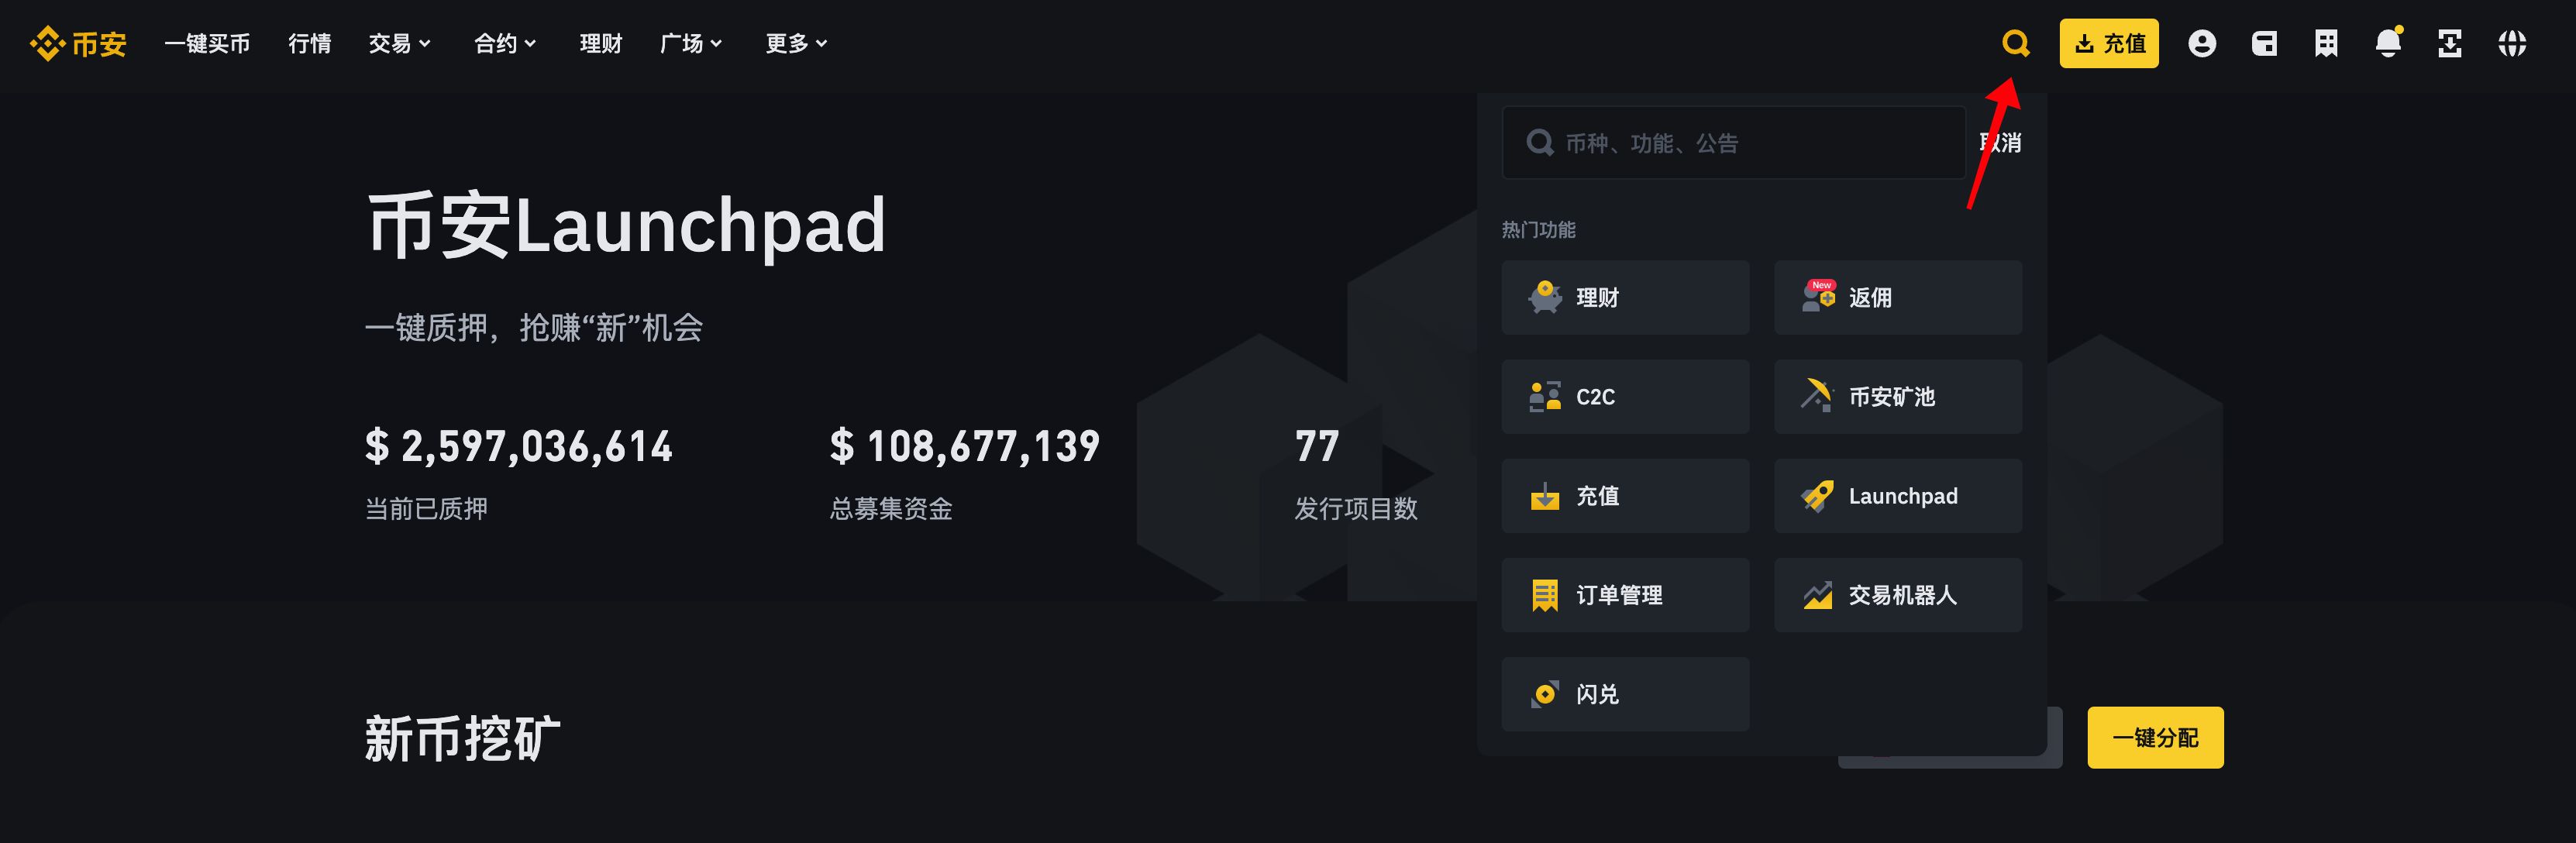 币安 一键买币 行情 交易 合约 理财 广场 更多 充值
币种、功能、公告 取消
币安Launchpad
一键质押，抢赚“新”机会
$ 2,597,036,614 $ 108,677,139 77
当前已质押 总募集资金 发行项目数
热门功能
理财 New 返佣
C2C 币安矿池
充值 Launchpad
订单管理 交易机器人
闪兑
新币挖矿 一键分配